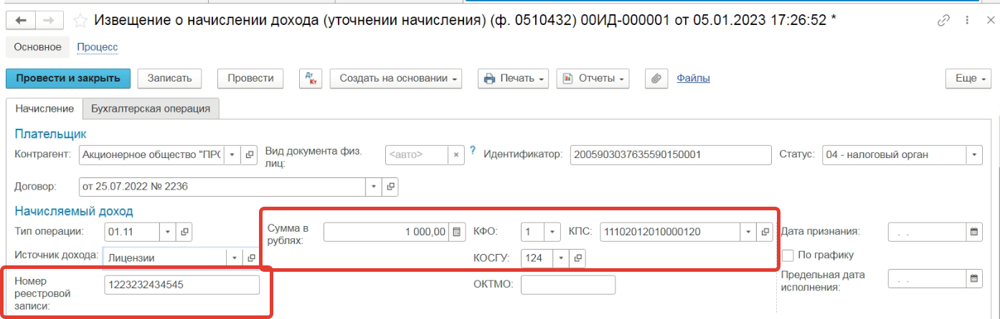 Извещение о начислении дохода (уточнении начисления) (ф. 0510432) 00ИД-000001 от 05.01.2023 17:26:52 *
Основное Процесс
Провести и закрыть Записать Провести Дт Кт Создать на основании Печать Отчеты Файлы Еще
Начисление Бухгалтерская операция
Плательщик
Контрагент: Акционерное общество "ПРС Вид документа физ. лиц: <авто> ? Идентификатор: 2005903037635590150001 Статус: 04 - налоговый орган
Договор: от 25.07.2022 № 2236
Начисляемый доход
Тип операции: 01.11 Сумма в рублях: 1 000,00 КФО: 1 КПС: 11102012010000120 Дата признания: . .
Источник дохода: Лицензии КОСГУ: 124 По графику
Номер реестровой записи: 1223232434545 ОКТМО: Предельная дата исполнения: . .